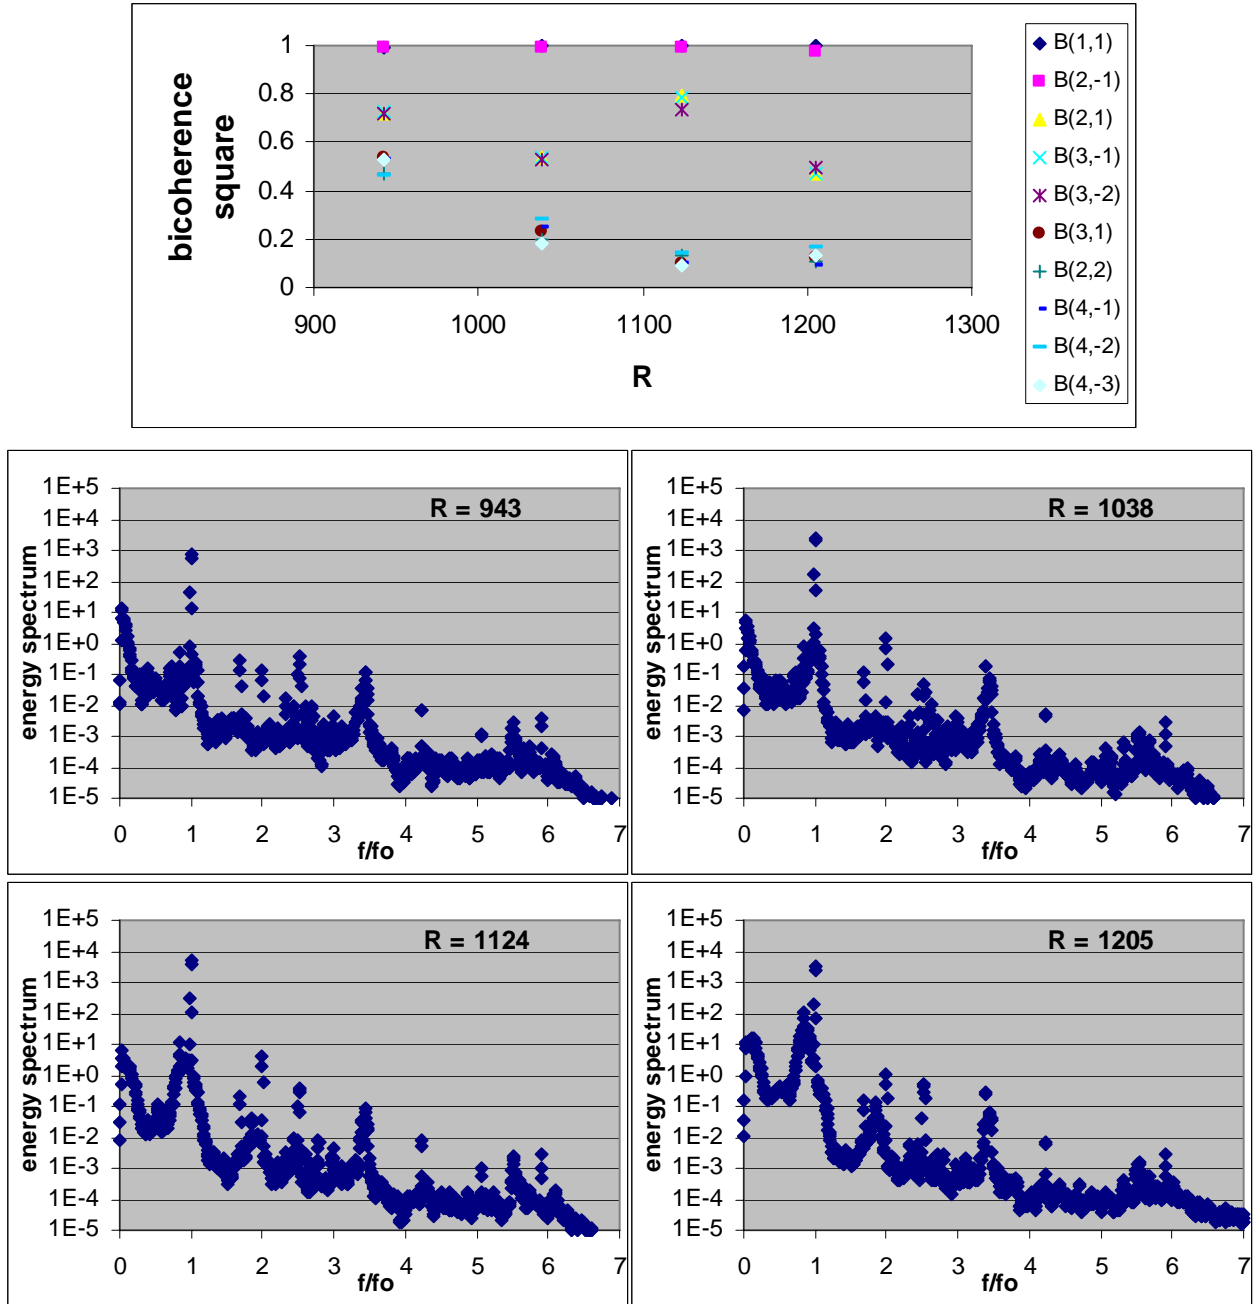 bicoherence square
1
0.8
0.6
0.4
0.2
0
900 1000 1100 1200 1300
R
B(1,1)
B(2,-1)
B(2,1)
B(3,-1)
B(3,-2)
B(3,1)
B(2,2)
B(4,-1)
B(4,-2)
B(4,-3)
R = 943
energy spectrum
1E+5
1E+4
1E+3
1E+2
1E+1
1E+0
1E-1
1E-2
1E-3
1E-4
1E-5
0 1 2 3 4 5 6 7
f/fo
R = 1038
energy spectrum
1E+5
1E+4
1E+3
1E+2
1E+1
1E+0
1E-1
1E-2
1E-3
1E-4
1E-5
0 1 2 3 4 5 6 7
f/fo
R = 1124
energy spectrum
1E+5
1E+4
1E+3
1E+2
1E+1
1E+0
1E-1
1E-2
1E-3
1E-4
1E-5
0 1 2 3 4 5 6 7
f/fo
R = 1205
energy spectrum
1E+5
1E+4
1E+3
1E+2
1E+1
1E+0
1E-1
1E-2
1E-3
1E-4
1E-5
0 1 2 3 4 5 6 7
f/fo